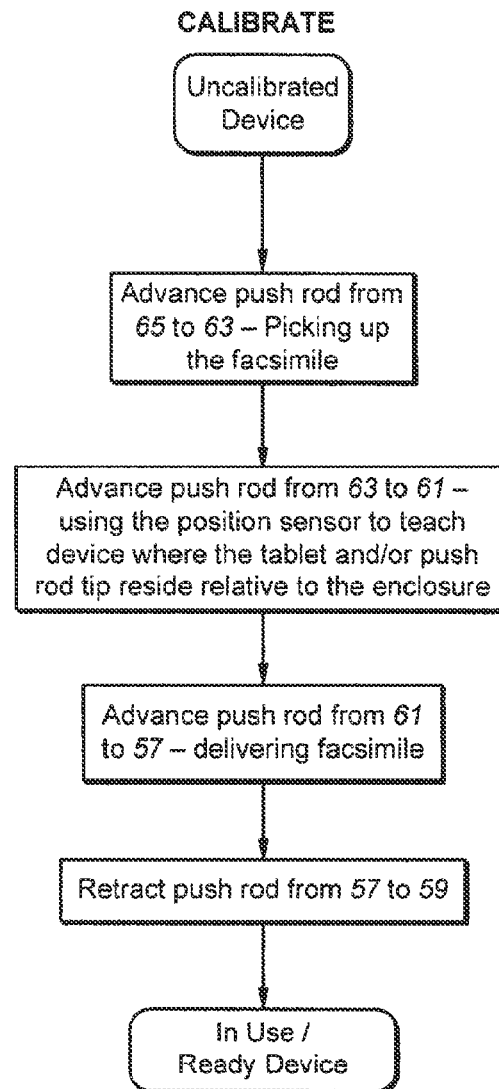 CALIBRATE
Uncalibrated
Device
Advance push rod from
65 to 63 – Picking up
the facsimile
Advance push rod from 63 to 61 –
using the position sensor to teach
device where the tablet and/or push
rod tip reside relative to the enclosure
Advance push rod from 61
to 57 – delivering facsimile
Retract push rod from 57 to 59
In Use /
Ready Device